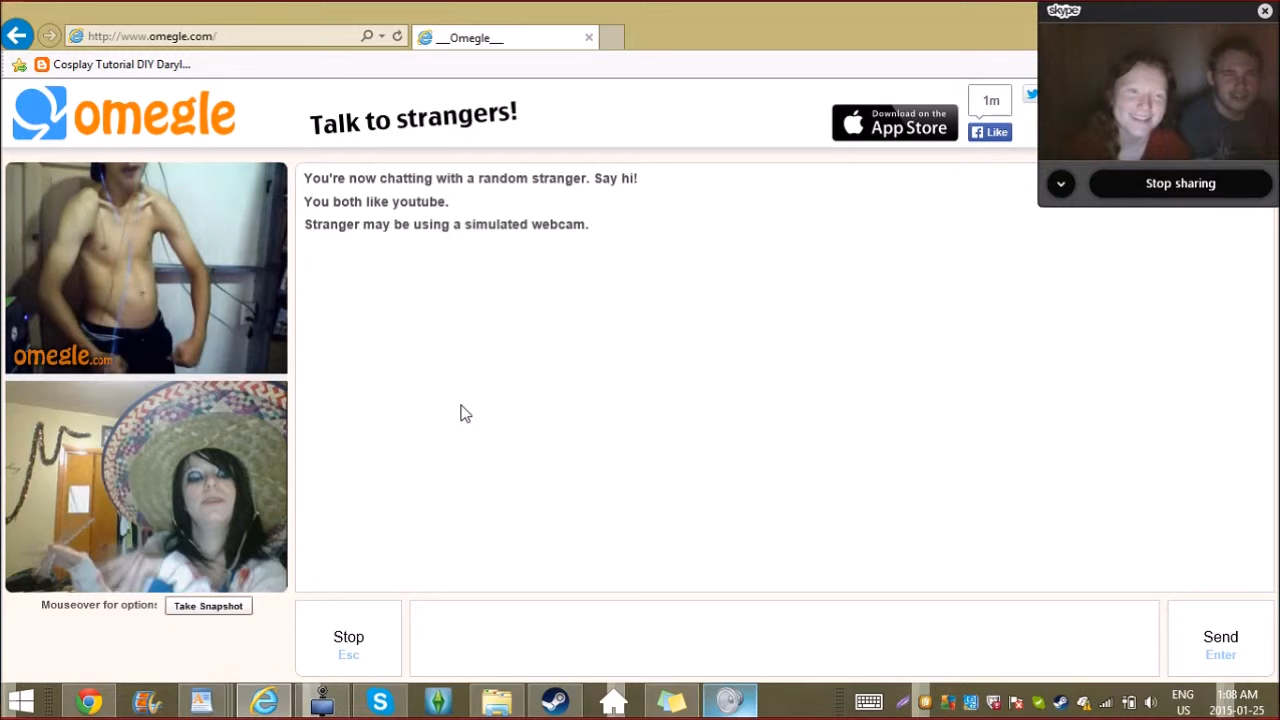 http://www.omegle.com/
__Omegle__
skype
Cosplay Tutorial DIY Daryl...
omegle
Talk to strangers!
Download on the
App Store
1m
Like
Stop sharing
You're now chatting with a random stranger. Say hi!
You both like youtube.
Stranger may be using a simulated webcam.
omegle.com
Mouseover for options
Take Snapshot
Stop
Esc
Send
Enter
ENG
US
1:08 AM
2015-01-25